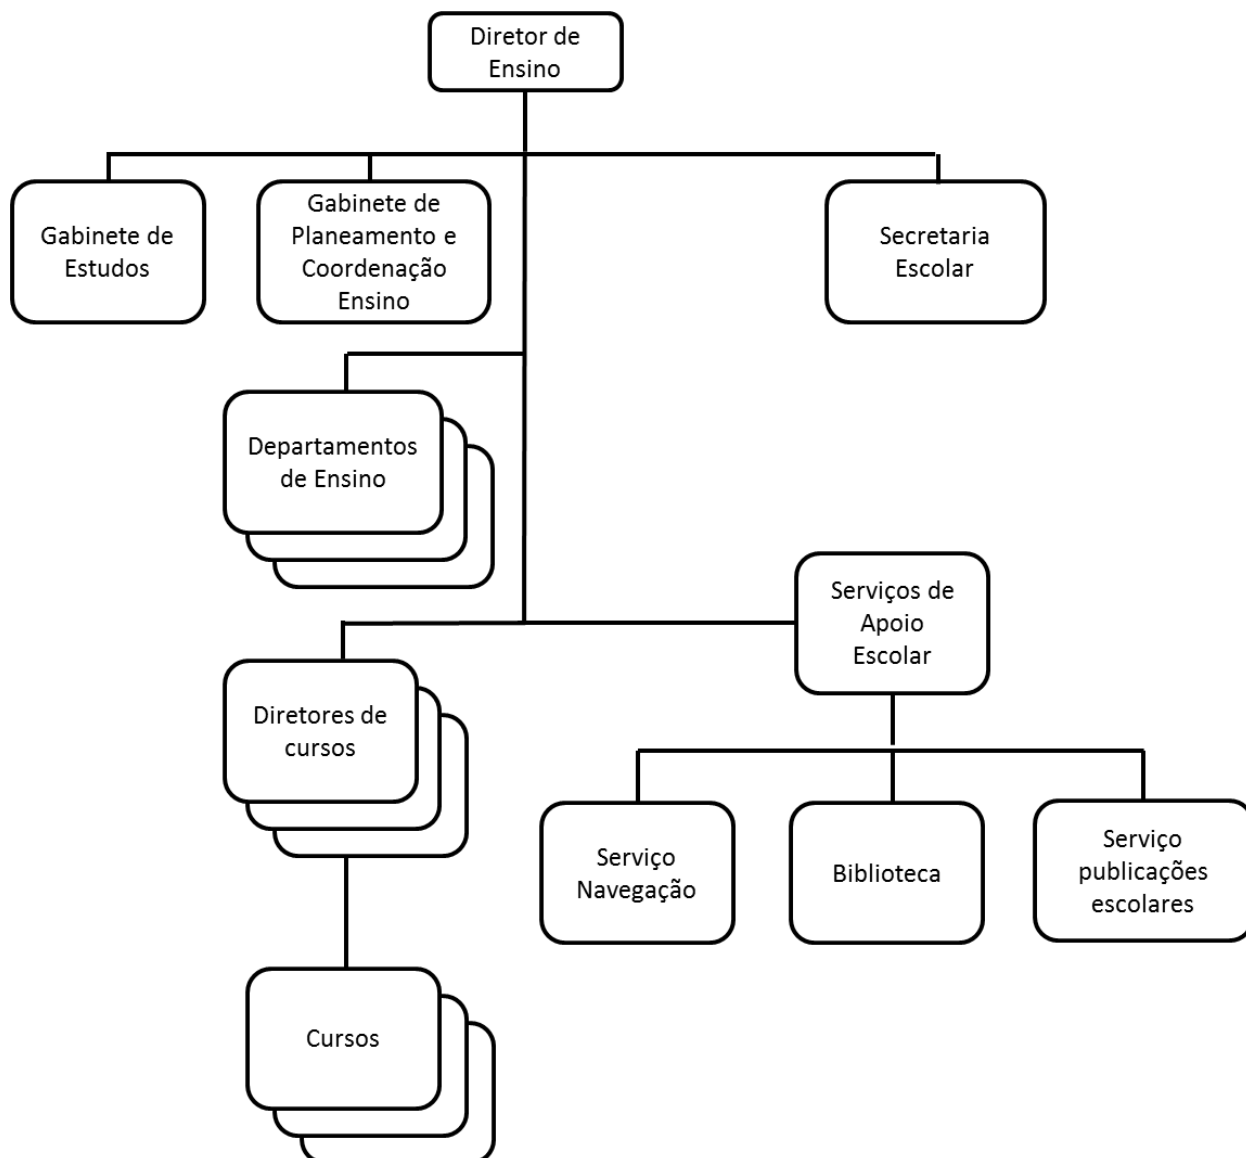 Diretor de
Ensino
Gabinete de
Estudos
Gabinete de
Planeamento e
Coordenação
Ensino
Secretaria
Escolar
Departamentos
de Ensino
Serviços de
Apoio
Escolar
Diretores de
cursos
Serviço
Navegação
Biblioteca
Serviço
publicações
escolares
Cursos